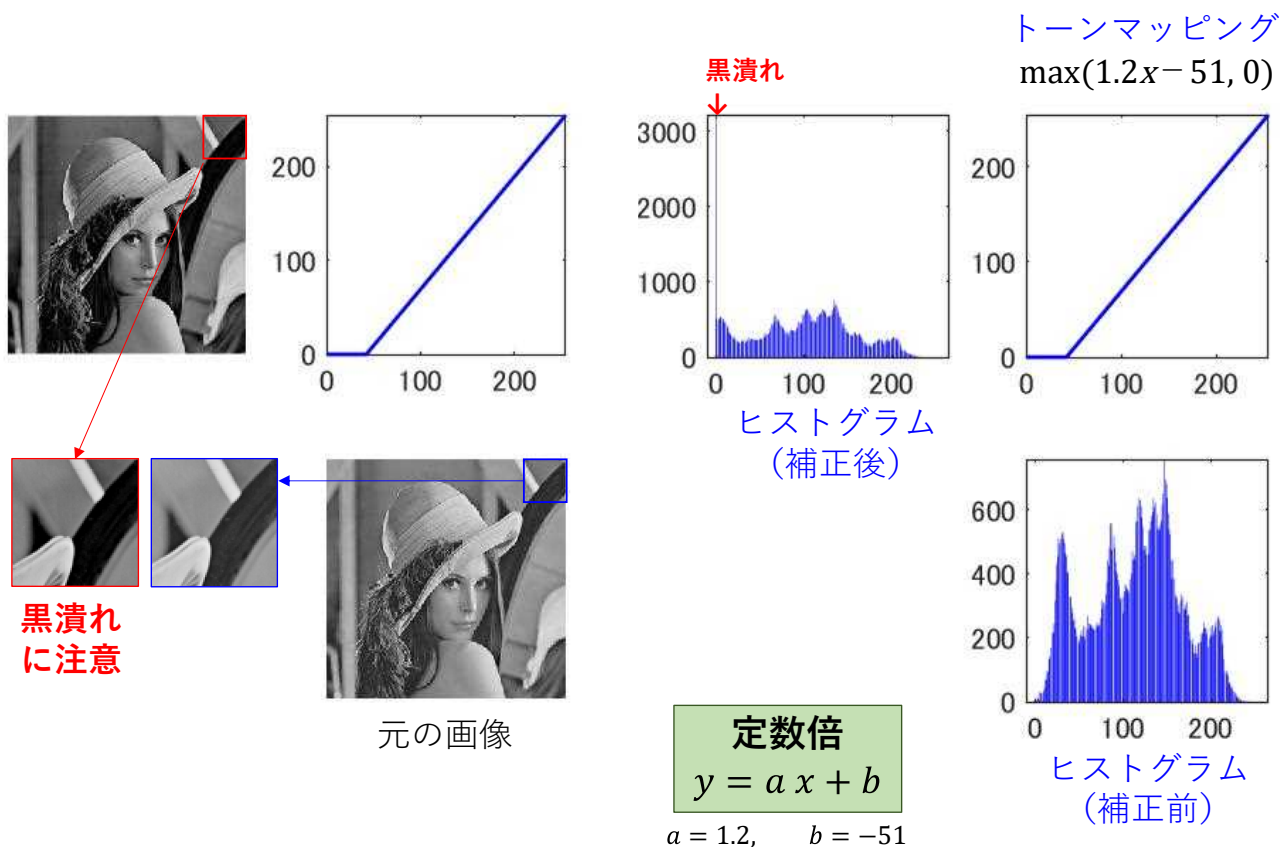 トーンマッピング
max(1.2x− 51, 0)
黒潰れ
↓
200
100
0
0 100 200
3000
2000
1000
0
0 100 200
ヒストグラム
(補正後)
200
100
0
0 100 200
黒潰れ
に注意
元の画像
定数倍
y = a x + b
a = 1.2, b = −51
600
400
200
0
0 100 200
ヒストグラム
(補正前)